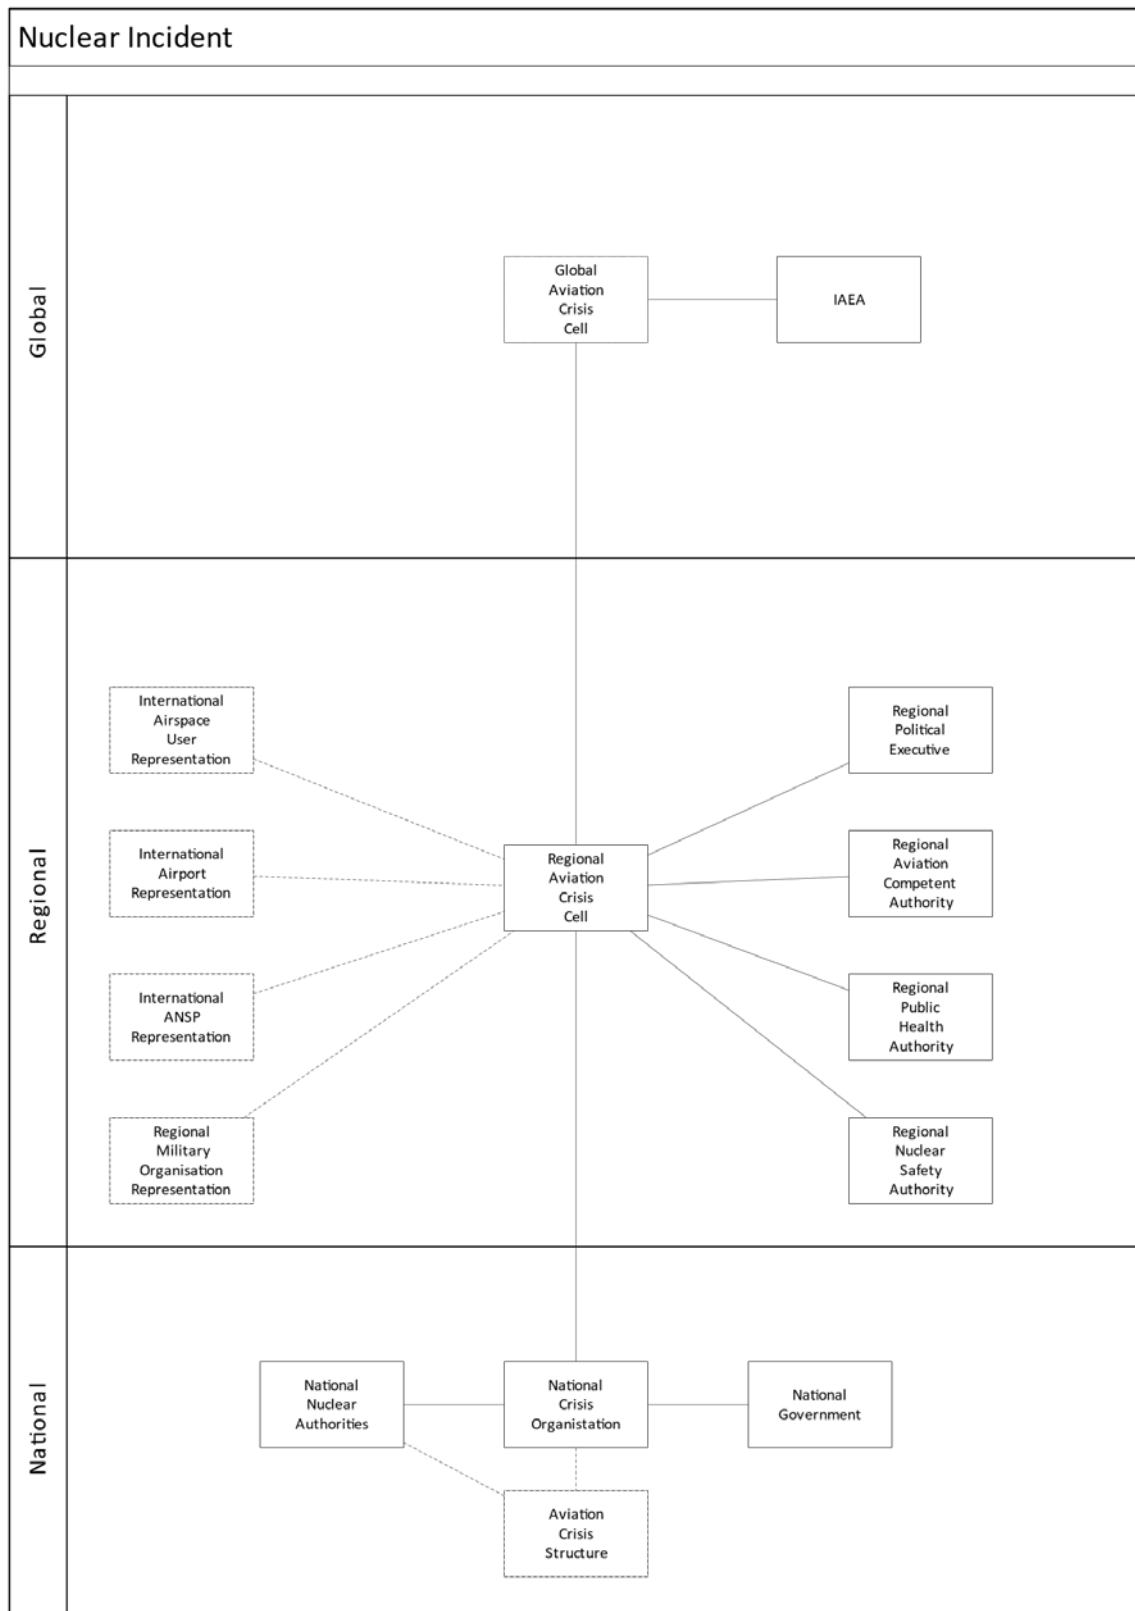 Nuclear Incident
Global
Global
Aviation
Crisis
Cell
IAEA
Regional
International
Airspace
User
Representation
Regional
Political
Executive
International
Airport
Representation
Regional
Aviation
Crisis
Cell
Regional
Aviation
Competent
Authority
International
ANSP
Representation
Regional
Public
Health
Authority
Regional
Military
Organisation
Representation
Regional
Nuclear
Safety
Authority
National
National
Nuclear
Authorities
National
Crisis
Organistation
National
Government
Aviation
Crisis
Structure